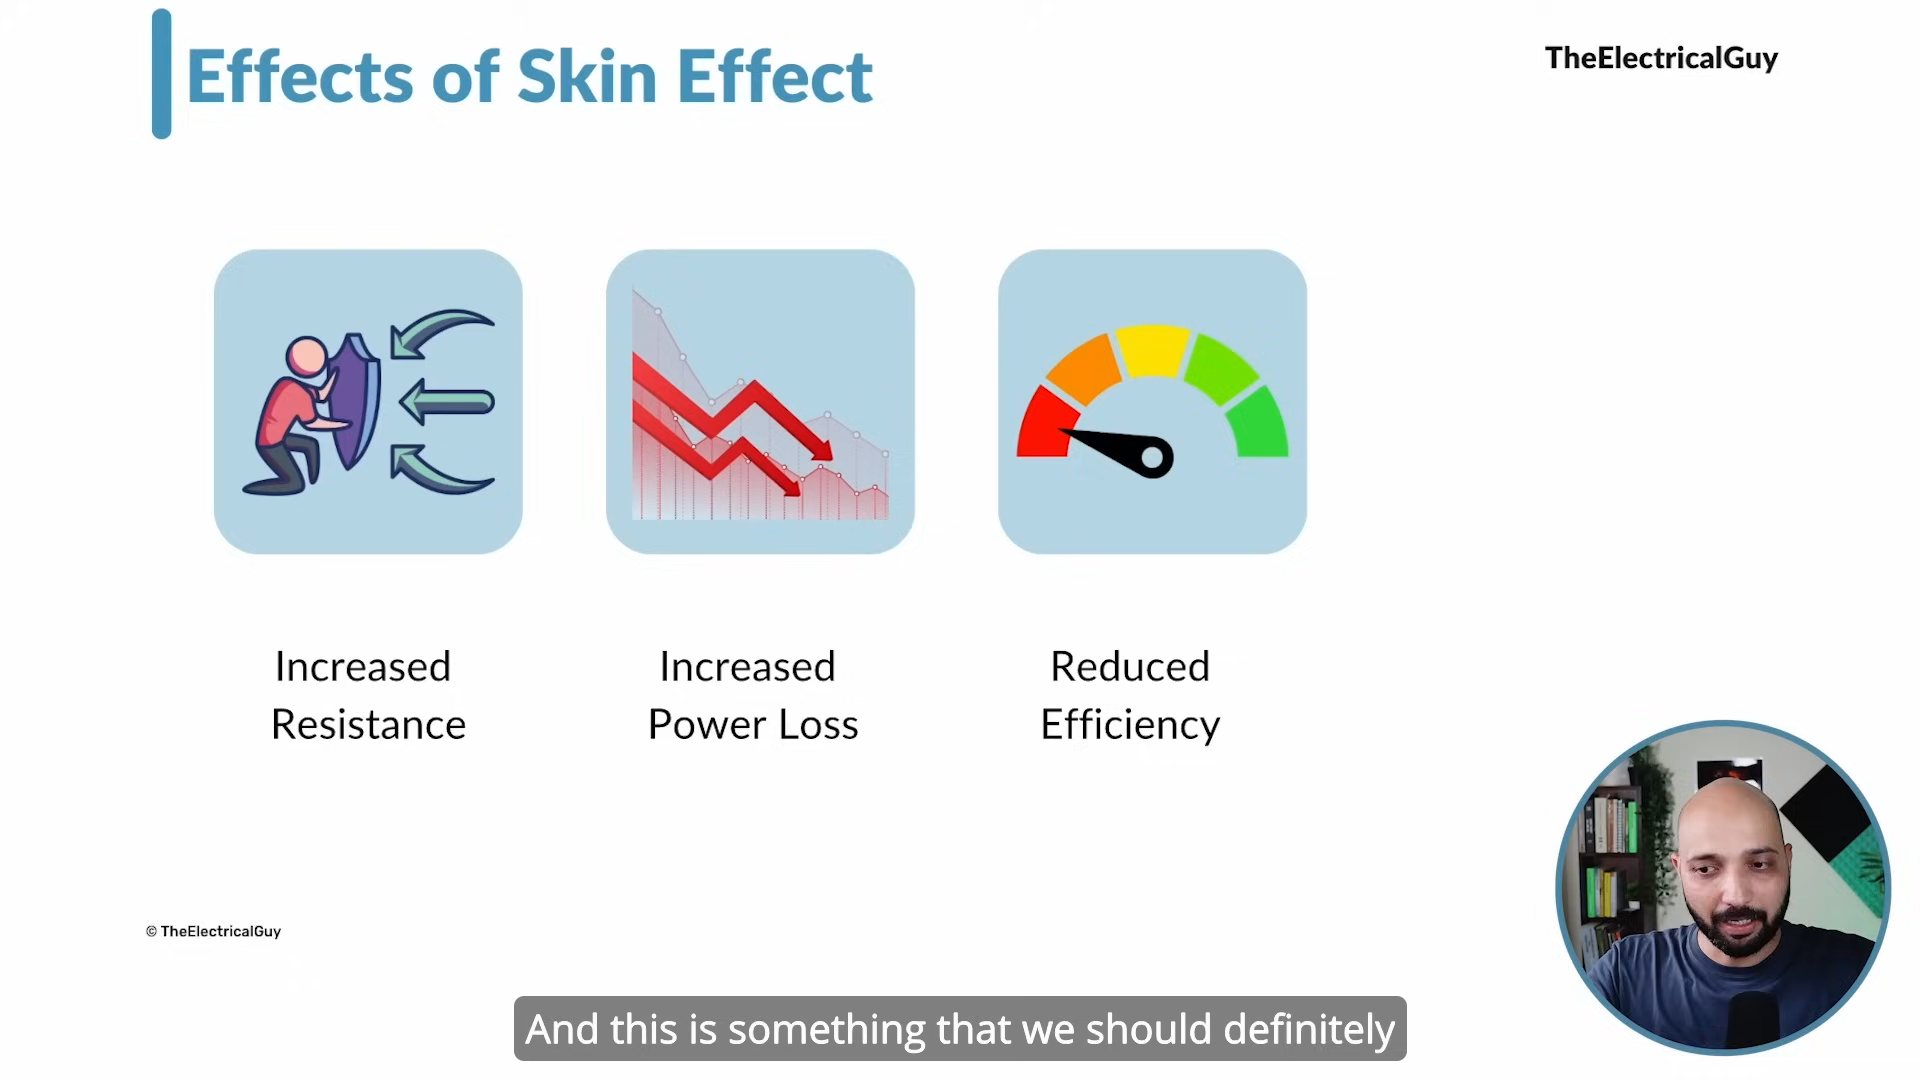 Effects of Skin Effect
TheElectricalGuy
Increased
Resistance
Increased
Power Loss
Reduced
Efficiency
© TheElectricalGuy
And this is something that we should definitely